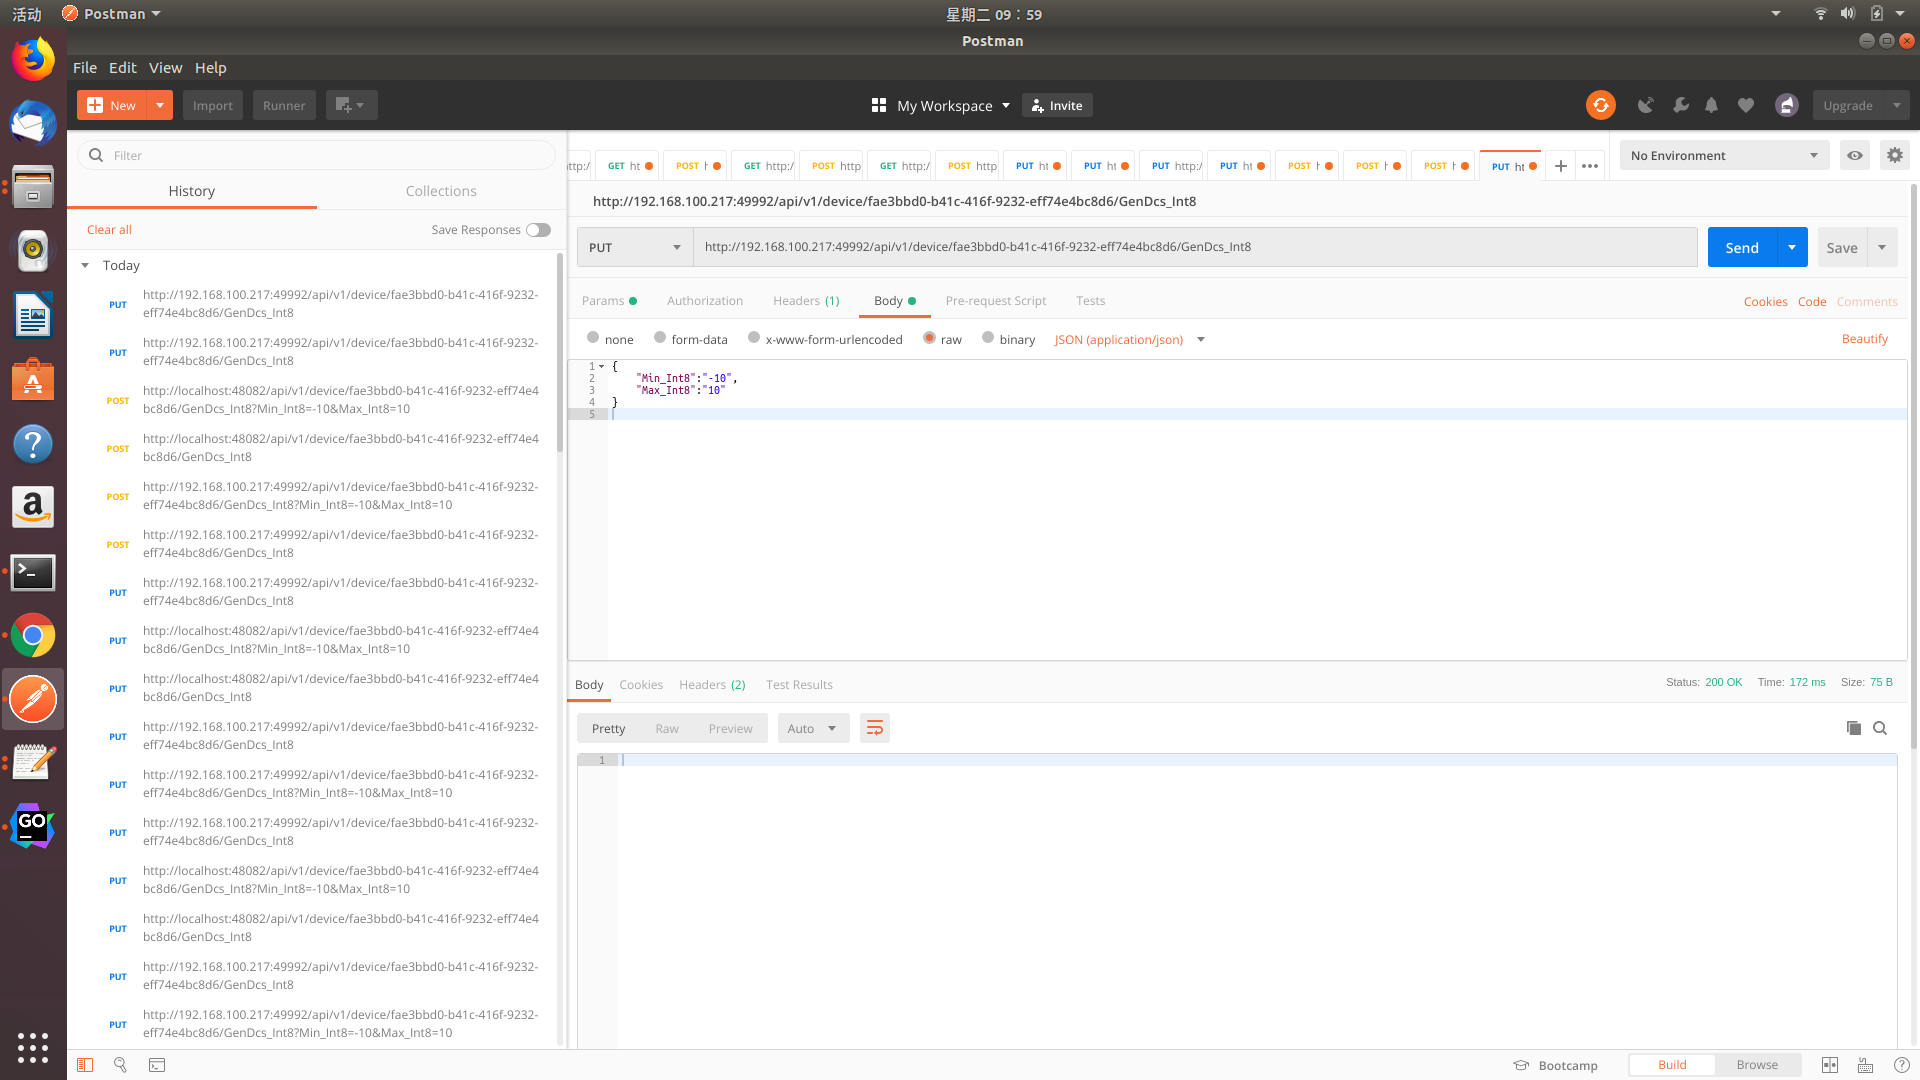 活动
Postman
星期二 09：59
Postman
File Edit View Help
New
Import
Runner
My Workspace
Invite
Upgrade
Filter
History
Collections
Clear all
Save Responses
Today
PUT http://192.168.100.217:49992/api/v1/device/fae3bbd0-b41c-416f-9232-
eff74e4bc8d6/GenDcs_Int8
PUT http://192.168.100.217:49992/api/v1/device/fae3bbd0-b41c-416f-9232-
eff74e4bc8d6/GenDcs_Int8
POST http://localhost:48082/api/v1/device/fae3bbd0-b41c-416f-9232-eff74e4
bc8d6/GenDcs_Int8?Min_Int8=-10&Max_Int8=10
POST http://localhost:48082/api/v1/device/fae3bbd0-b41c-416f-9232-eff74e4
bc8d6/GenDcs_Int8
POST http://192.168.100.217:49992/api/v1/device/fae3bbd0-b41c-416f-9232-
eff74e4bc8d6/GenDcs_Int8?Min_Int8=-10&Max_Int8=10
POST http://192.168.100.217:49992/api/v1/device/fae3bbd0-b41c-416f-9232-
eff74e4bc8d6/GenDcs_Int8
PUT http://192.168.100.217:49992/api/v1/device/fae3bbd0-b41c-416f-9232-
eff74e4bc8d6/GenDcs_Int8
PUT http://localhost:48082/api/v1/device/fae3bbd0-b41c-416f-9232-eff74e4
bc8d6/GenDcs_Int8?Min_Int8=-10&Max_Int8=10
PUT http://localhost:48082/api/v1/device/fae3bbd0-b41c-416f-9232-eff74e4
bc8d6/GenDcs_Int8
PUT http://192.168.100.217:49992/api/v1/device/fae3bbd0-b41c-416f-9232-
eff74e4bc8d6/GenDcs_Int8
PUT http://192.168.100.217:49992/api/v1/device/fae3bbd0-b41c-416f-9232-
eff74e4bc8d6/GenDcs_Int8?Min_Int8=-10&Max_Int8=10
PUT http://192.168.100.217:49992/api/v1/device/fae3bbd0-b41c-416f-9232-
eff74e4bc8d6/GenDcs_Int8
PUT http://localhost:48082/api/v1/device/fae3bbd0-b41c-416f-9232-eff74e4
bc8d6/GenDcs_Int8?Min_Int8=-10&Max_Int8=10
PUT http://localhost:48082/api/v1/device/fae3bbd0-b41c-416f-9232-eff74e4
bc8d6/GenDcs_Int8
PUT http://192.168.100.217:49992/api/v1/device/fae3bbd0-b41c-416f-9232-
eff74e4bc8d6/GenDcs_Int8
PUT http://192.168.100.217:49992/api/v1/device/fae3bbd0-b41c-416f-9232-
eff74e4bc8d6/GenDcs_Int8?Min_Int8=-10&Max_Int8=10
GET ht POST GET http:/ POST http GET http:/ POST http PUT ht PUT ht PUT http:/ PUT ht POST POST POST PUT ht
No Environment
http://192.168.100.217:49992/api/v1/device/fae3bbd0-b41c-416f-9232-eff74e4bc8d6/GenDcs_Int8
PUT http://192.168.100.217:49992/api/v1/device/fae3bbd0-b41c-416f-9232-eff74e4bc8d6/GenDcs_Int8
Send
Save
Params Authorization Headers (1) Body Pre-request Script Tests
Cookies Code Comments
none form-data x-www-form-urlencoded raw binary JSON (application/json)
Beautify
1 {
2 "Min_Int8":"-10",
3 "Max_Int8":"10"
4 }
5
Body Cookies Headers (2) Test Results
Status: 200 OK Time: 172 ms Size: 75 B
Pretty Raw Preview Auto
1
Bootcamp
Build
Browse